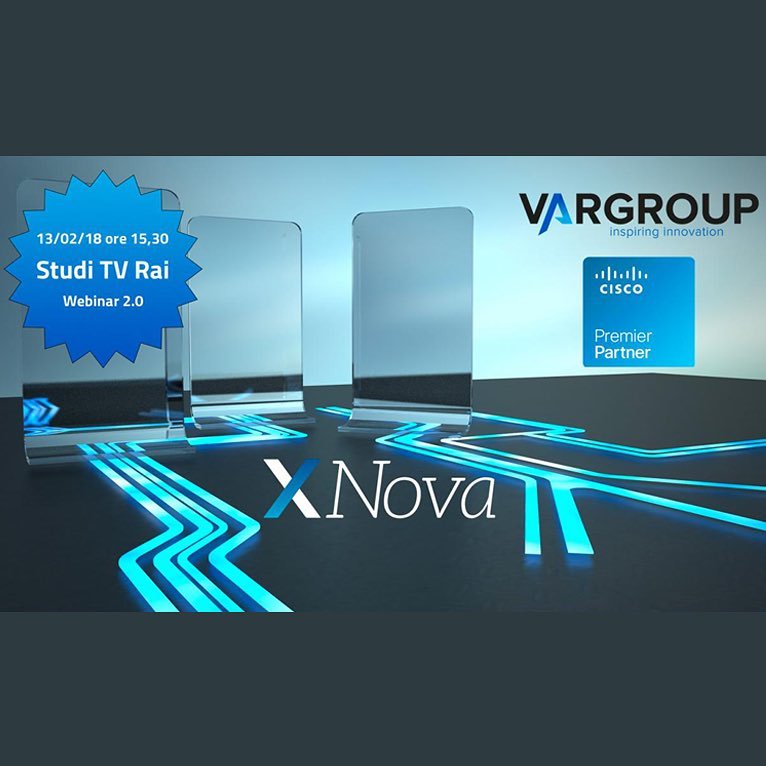 13/02/18 ore 15,30
Studi TV Rai
Webinar 2.0
VARGROUP
inspiring innovation
CISCO
Premier
Partner
XNova